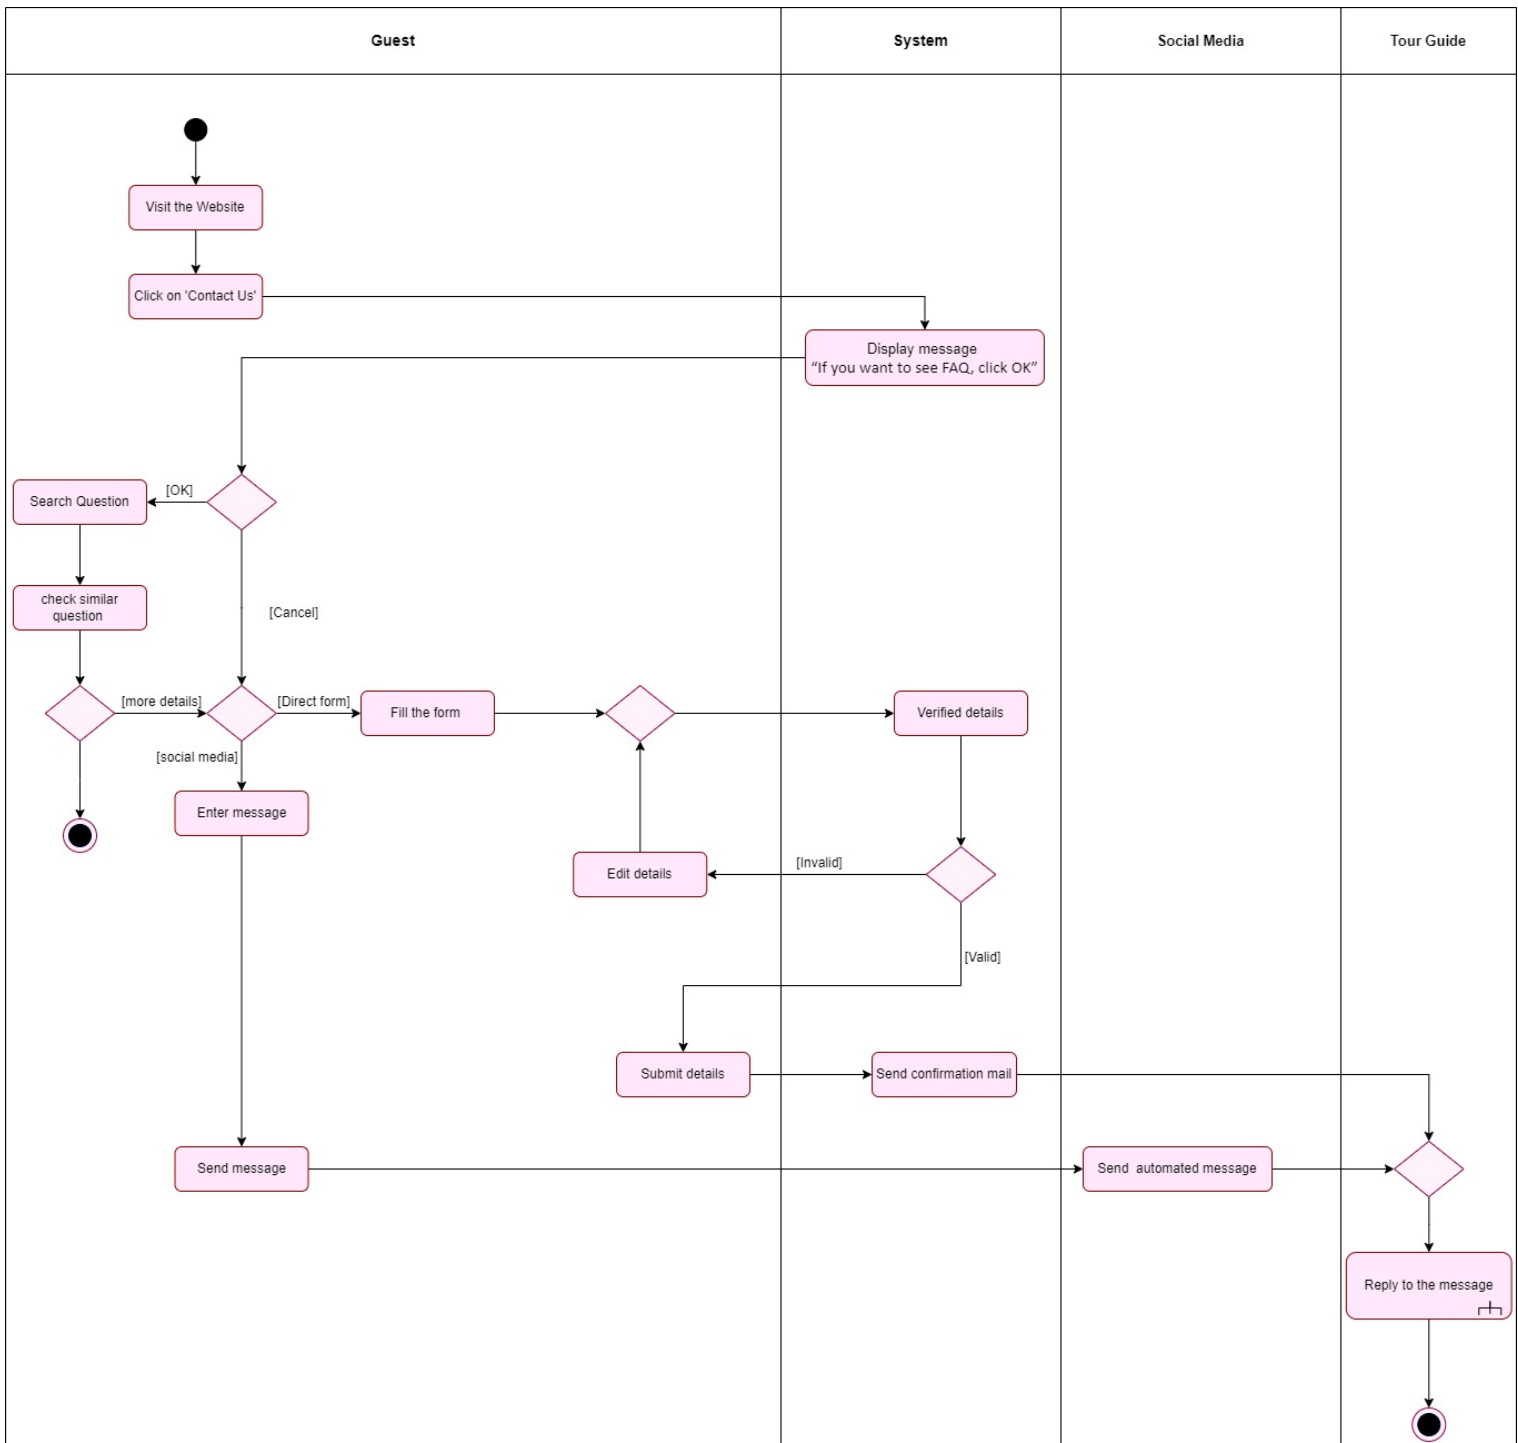 Guest
System
Social Media
Tour Guide
Visit the Website
Click on 'Contact Us'
Display message
“If you want to see FAQ, click OK”
[OK]
Search Question
check similar
question
[Cancel]
[more details]
[Direct form]
Fill the form
Verified details
[social media]
Enter message
[Invalid]
Edit details
[Valid]
Submit details
Send confirmation mail
Send message
Send  automated message
Reply to the message